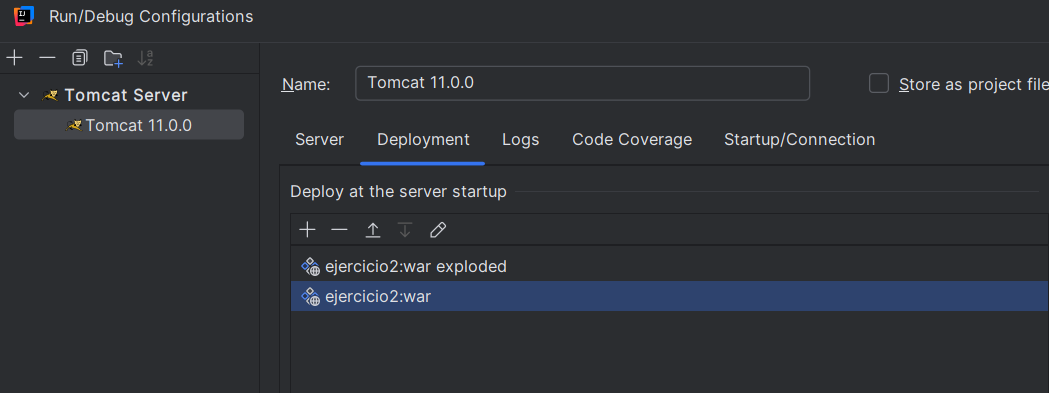 Run/Debug Configurations
Name:
Tomcat 11.0.0
Store as project file
Tomcat Server
Tomcat 11.0.0
Server
Deployment
Logs
Code Coverage
Startup/Connection
Deploy at the server startup
ejercicio2:war exploded
ejercicio2:war